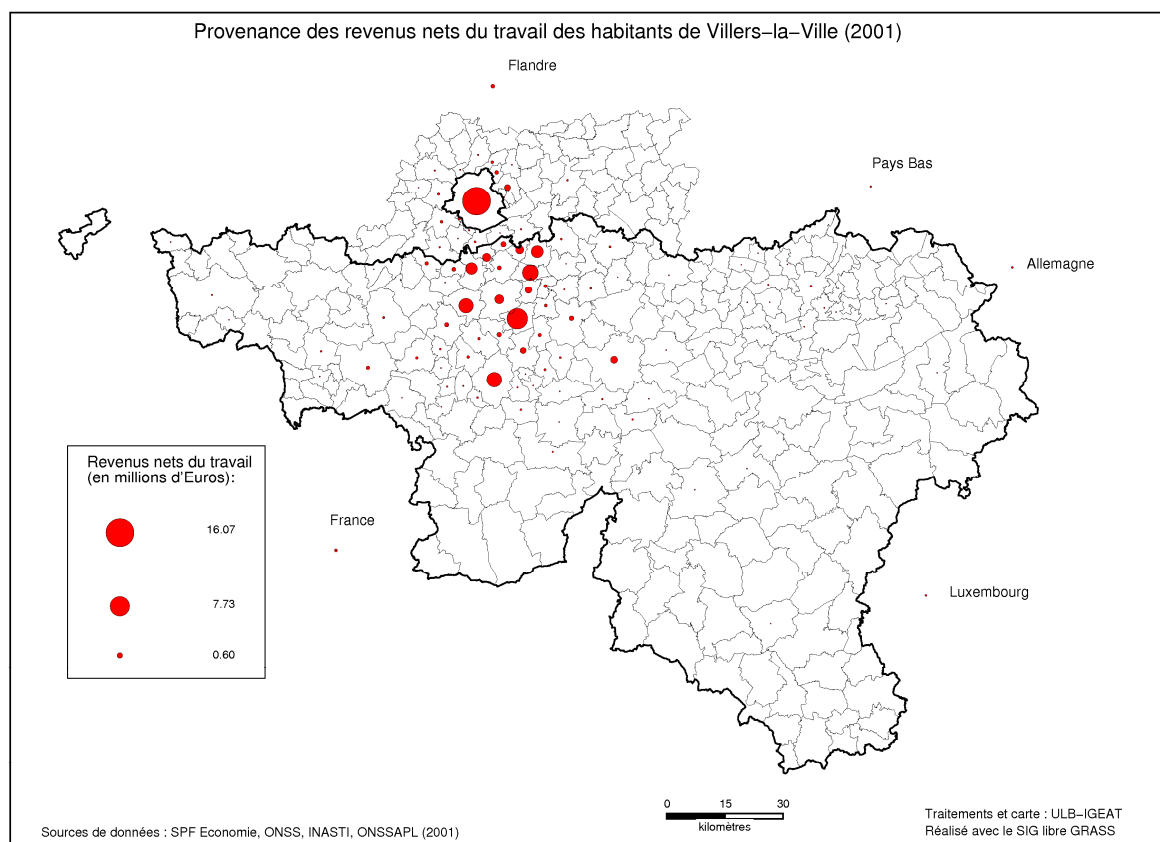 Provenance des revenus nets du travail des habitants de Villers-la-Ville (2001)
Flandre
Pays Bas
Allemagne
Revenus nets du travail
(en millions d'Euros):
16.07
7.73
0.60
France
Luxembourg
0 15 30
kilomètres
Sources de données : SPF Economie, ONSS, INASTI, ONSSAPL (2001)
Traitements et carte : ULB-IGEAT
Réalisé avec le SIG libre GRASS